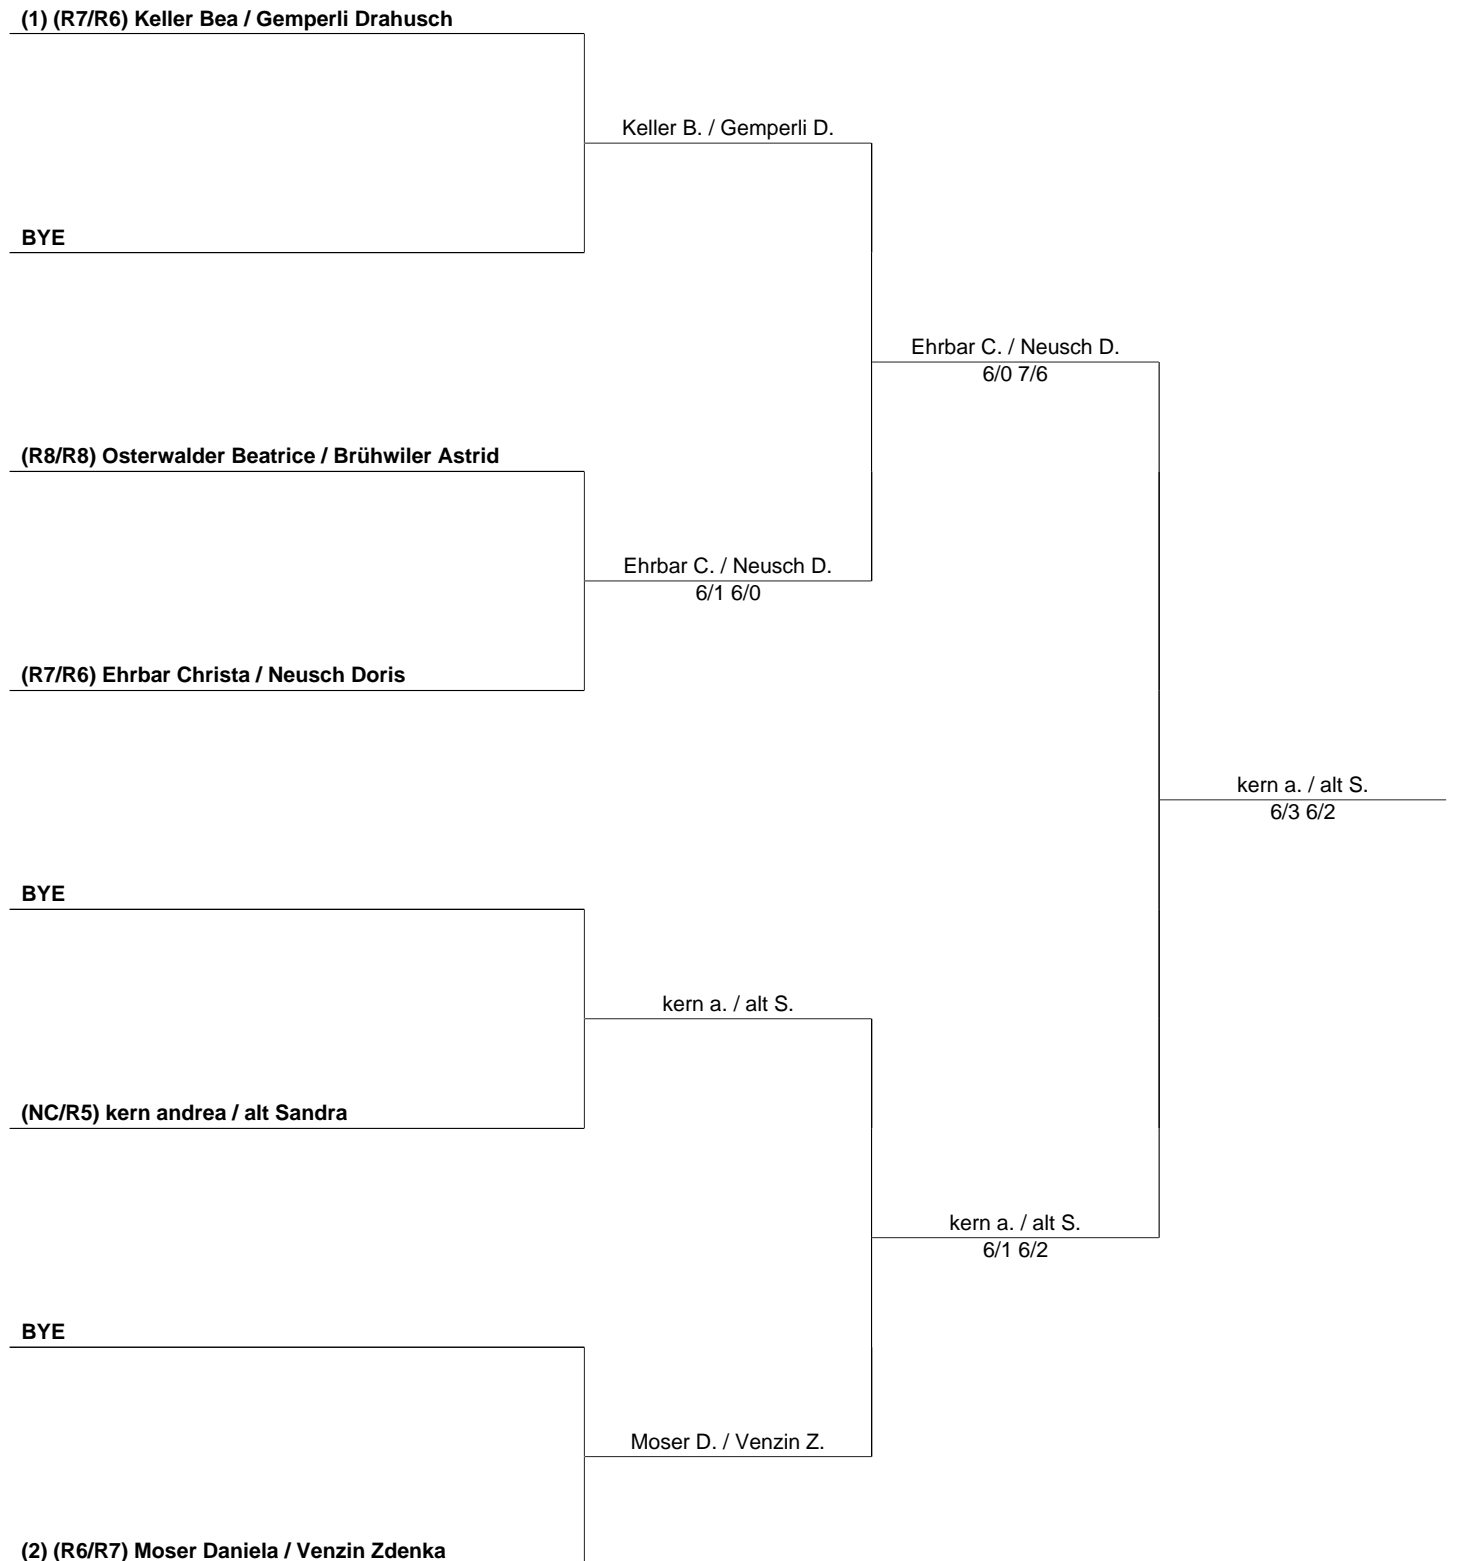 (1) (R7/R6) Keller Bea / Gemperli Drahusch
Keller B. / Gemperli D.
BYE
Ehrbar C. / Neusch D.
6/0 7/6
(R8/R8) Osterwalder Beatrice / Brühwiler Astrid
Ehrbar C. / Neusch D.
6/1 6/0
(R7/R6) Ehrbar Christa / Neusch Doris
kern a. / alt S.
6/3 6/2
BYE
kern a. / alt S.
(NC/R5) kern andrea / alt Sandra
kern a. / alt S.
6/1 6/2
BYE
Moser D. / Venzin Z.
(2) (R6/R7) Moser Daniela / Venzin Zdenka